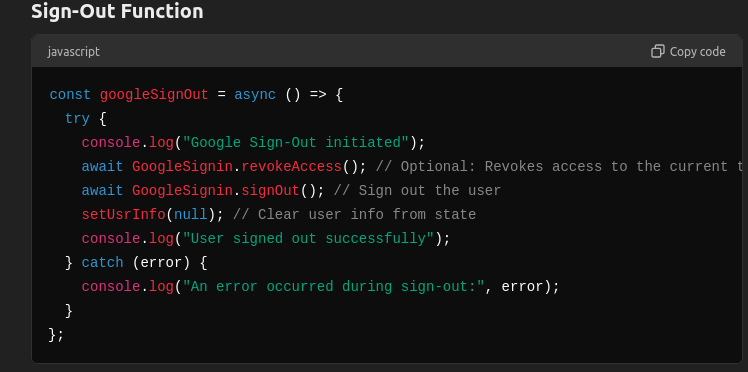 Sign-Out Function
javascript
Copy code
const googleSignOut = async () => {
  try {
    console.log("Google Sign-Out initiated");
    await GoogleSignin.revokeAccess(); // Optional: Revokes access to the current
    await GoogleSignin.signOut(); // Sign out the user
    setUsrInfo(null); // Clear user info from state
    console.log("User signed out successfully");
  } catch (error) {
    console.log("An error occurred during sign-out:", error);
  }
};